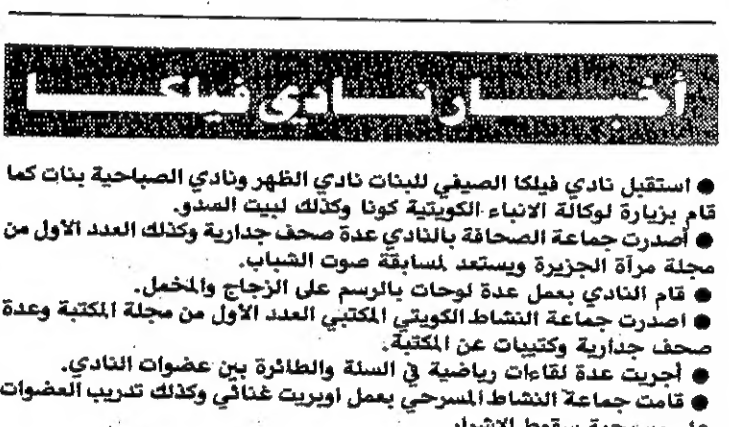 أخبار نادي فيلكا
● استقبل نادي فيلكا الصيفي للبنات نادي الظهر ونادي الصباحية بنات كما
قام بزيارة لوكالة الانباء الكويتية كونا وكذلك لبيت السدو.
● أصدرت جماعة الصحافة بالنادي عدة صحف جدارية وكذلك العدد الأول من
مجلة مرآة الجزيرة ويستعد لمسابقة صوت الشباب.
● قام النادي بعمل عدة لوحات بالرسم على الزجاج والمخمل.
● اصدرت جماعة النشاط الكويتي المكتبي العدد الأول من مجلة المكتبة وعدة
صحف جدارية وكتيبات عن المكتبة.
● أجريت عدة لقاءات رياضية في السلة والطائرة بين عضوات النادي.
● قامت جماعة النشاط المسرحي بعمل اوبريت غنائي وكذلك تدريب العضوات
سقوط الاشرار